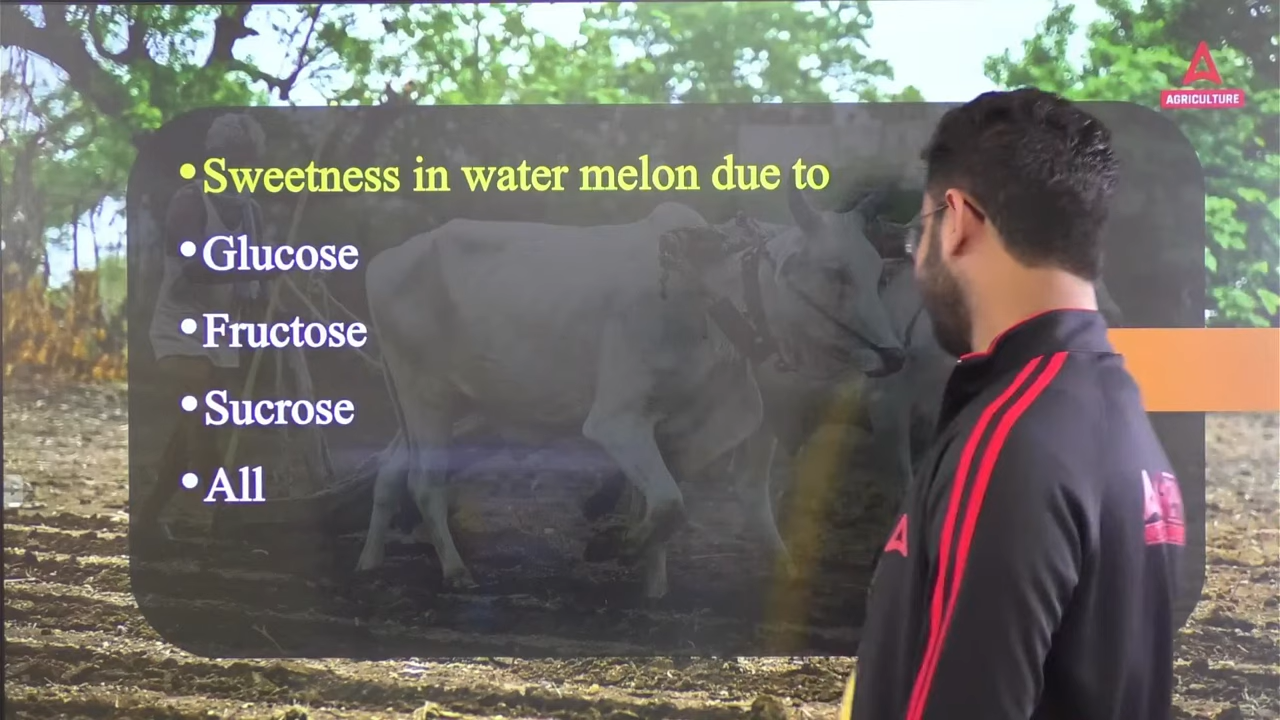 AGRICULTURE
•Sweetness in water melon due to
•Glucose
•Fructose
•Sucrose
•All